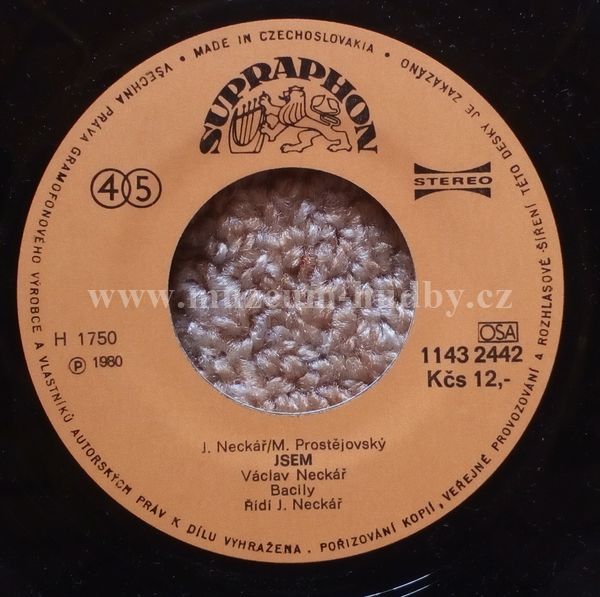 VŠECHNA PRÁVA GRAMOFONOVÉHO VÝROBCE A VLASTNÍKŮ AUTORSKÝCH PRÁV K DÍLU VYHRAŽENA. POŘIZOVÁNÍ KOPIÍ, VEŘEJNÉ PROVOZOVÁNÍ A ROZHLASOVÉ ŠÍŘENÍ TÉTO DESKY JE ZAKÁZÁNO • MADE IN CZECHOSLOVAKIA •
SUPRAPHON
45
STEREO
www.muzeum-hudby.cz
H 1750
Ⓟ 1980
OSA
1143 2442
Kčs 12,-
J. Neckář/M. Prostějovský
JSEM
Václav Neckář
Bacily
Řídí J. Neckář